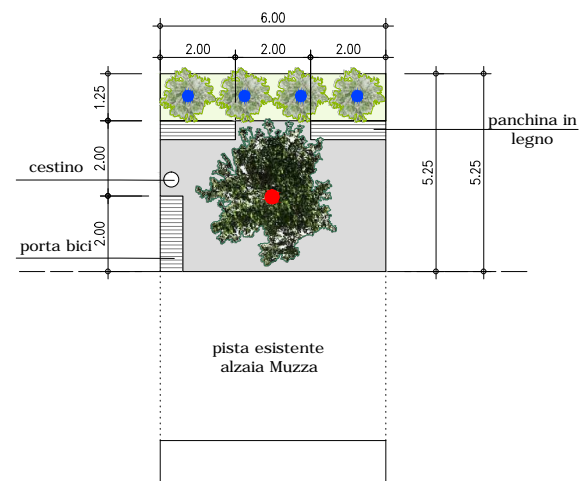 6.00
2.00 2.00 2.00
1.25
panchina in
legno
2.00
cestino
5.25 5.25
2.00
porta bici
pista esistente
alzaia Muzza